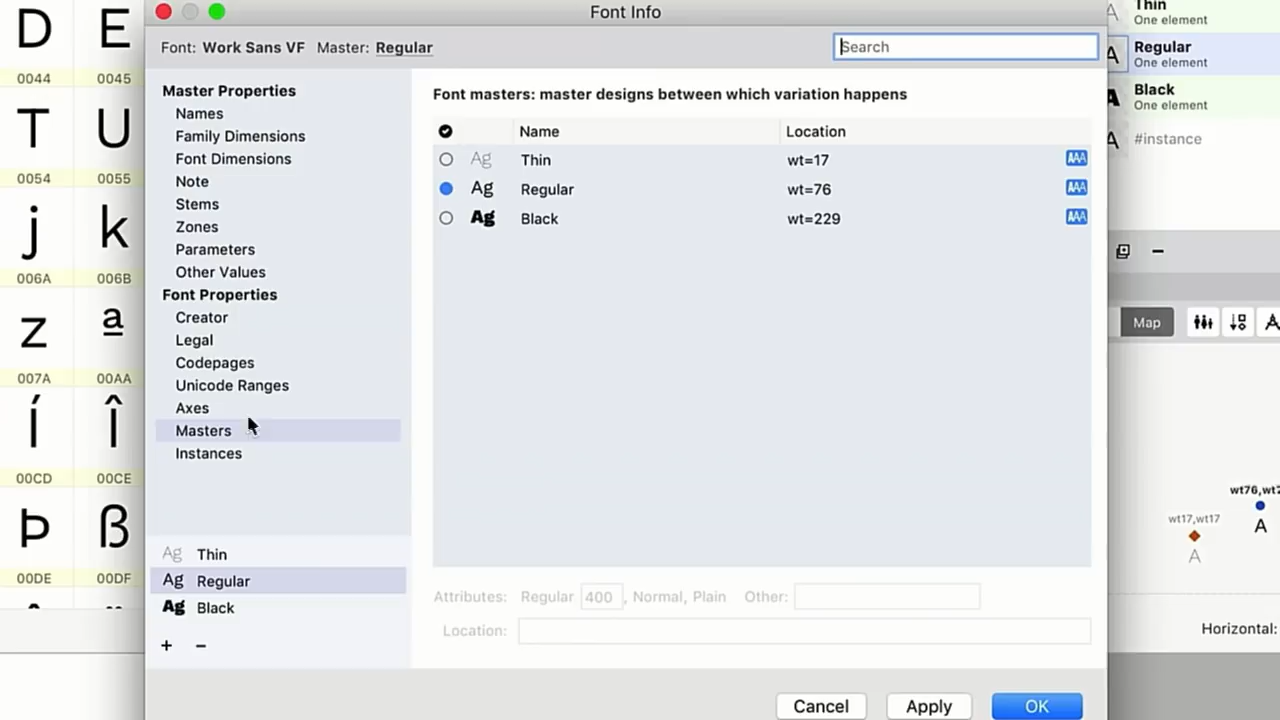 Font Info
Font: Work Sans VF Master: Regular
Search
Master Properties
Names
Family Dimensions
Font Dimensions
Note
Stems
Zones
Parameters
Other Values
Font Properties
Creator
Legal
Codepages
Unicode Ranges
Axes
Masters
Instances
Ag Thin
Ag Regular
Ag Black
+ −
Font masters: master designs between which variation happens
Name Location
Ag Thin wt=17 AAA
Ag Regular wt=76 AAA
Ag Black wt=229 AAA
Attributes: Regular 400 , Normal, Plain Other:
Location:
Cancel Apply OK
D E
0044 0045
T U
0054 0055
j k
006A 006B
z ª
007A 00AA
Í Î
00CD 00CE
Þ ß
00DE 00DF
A Thin
One element
A Regular
One element
A Black
One element
A #instance
Map
wt76,wt7
A
wt17,wt17
A
Horizontal: